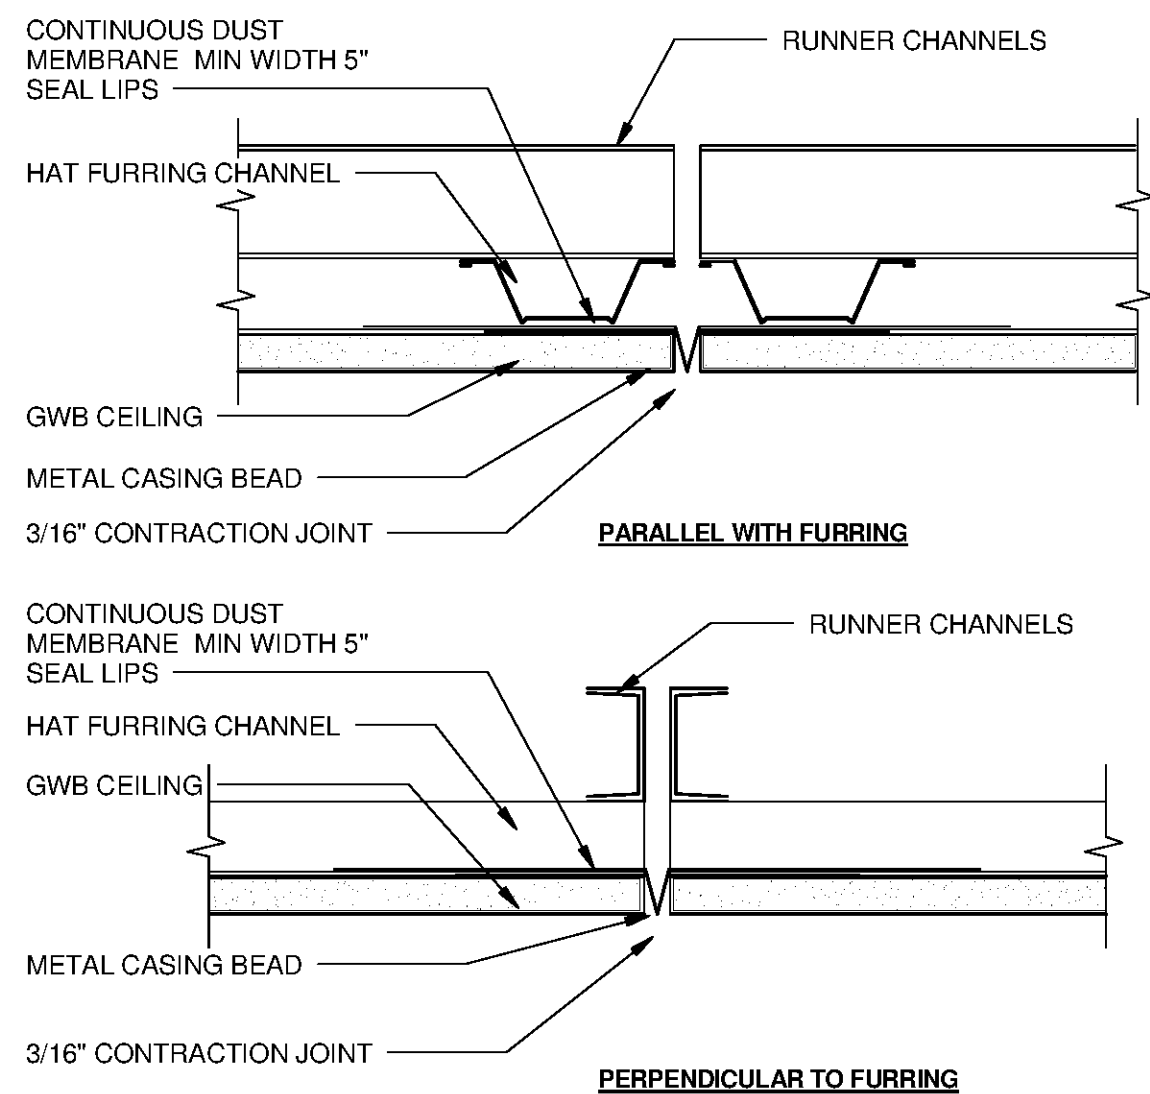 CONTINUOUS DUST
MEMBRANE MIN WIDTH 5"
SEAL LIPS
RUNNER CHANNELS
HAT FURRING CHANNEL
GWB CEILING
METAL CASING BEAD
3/16" CONTRACTION JOINT
PARALLEL WITH FURRING
CONTINUOUS DUST
MEMBRANE MIN WIDTH 5"
SEAL LIPS
RUNNER CHANNELS
HAT FURRING CHANNEL
GWB CEILING
METAL CASING BEAD
3/16" CONTRACTION JOINT
PERPENDICULAR TO FURRING